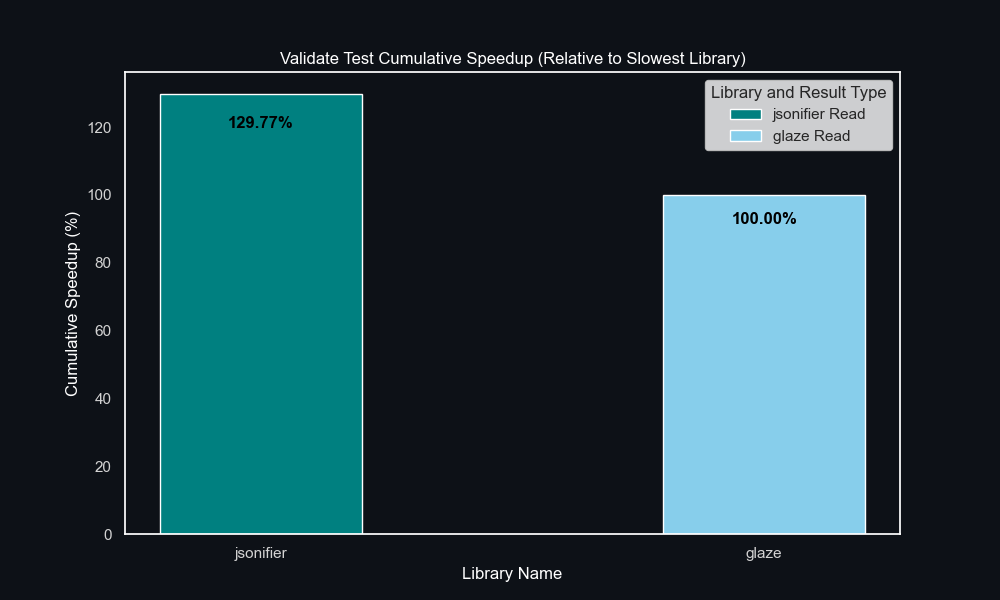 Validate Test Cumulative Speedup (Relative to Slowest Library)
Library and Result Type
jsonifier Read
glaze Read
129.77%
100.00%
Cumulative Speedup (%)
120
100
80
60
40
20
0
jsonifier
glaze
Library Name